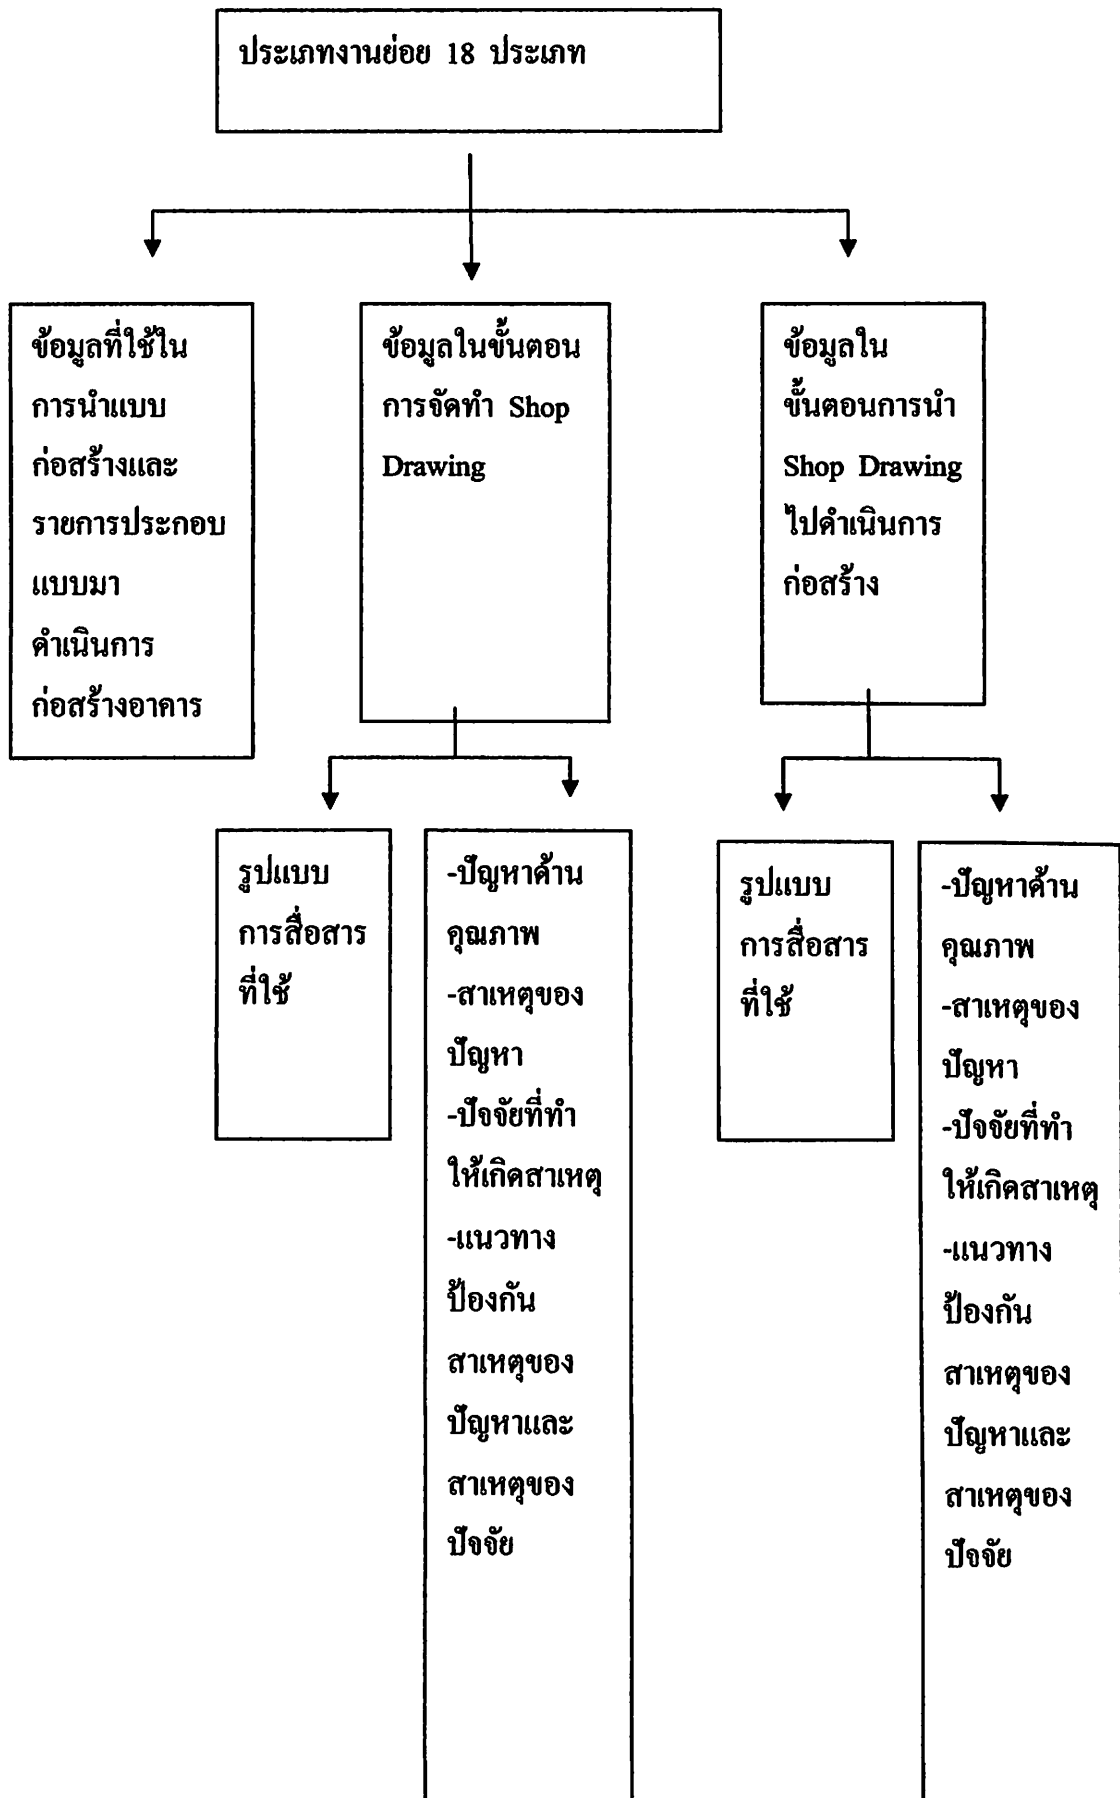 ประเภทงานย่อย 18 ประเภท
ข้อมูลที่ใช้ใน
การนำแบบ
ก่อสร้างและ
รายการประกอบ
แบบมา
ดำเนินการ
ก่อสร้างอาคาร
ข้อมูลในขั้นตอน
การจัดทำ Shop
Drawing
ข้อมูลใน
ขั้นตอนการนำ
Shop Drawing
ไปดำเนินการ
ก่อสร้าง
รูปแบบ
การสื่อสาร
ที่ใช้
-ปัญหาด้าน
คุณภาพ
-สาเหตุของ
ปัญหา
-ปัจจัยที่ทำ
ให้เกิดสาเหตุ
-แนวทาง
ป้องกัน
สาเหตุของ
ปัญหาและ
สาเหตุของ
ปัจจัย
รูปแบบ
การสื่อสาร
ที่ใช้
-ปัญหาด้าน
คุณภาพ
-สาเหตุของ
ปัญหา
-ปัจจัยที่ทำ
ให้เกิดสาเหตุ
-แนวทาง
ป้องกัน
สาเหตุของ
ปัญหาและ
สาเหตุของ
ปัจจัย